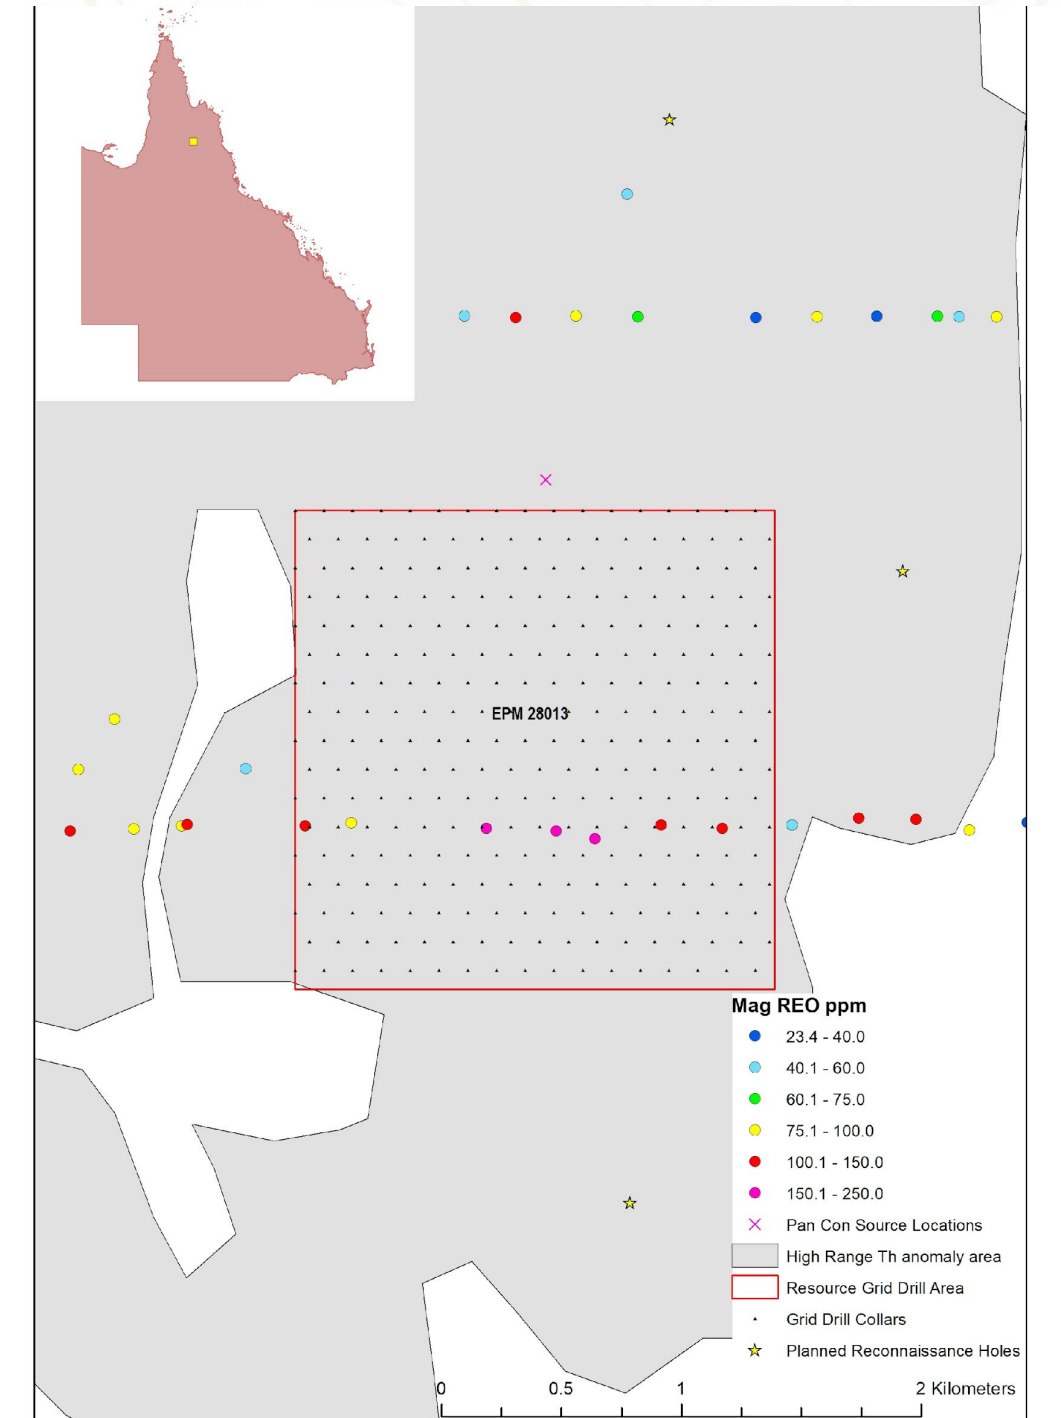 EPM 28013
Mag REO ppm
23.4 - 40.0
40.1 - 60.0
60.1 - 75.0
75.1 - 100.0
100.1 - 150.0
150.1 - 250.0
Pan Con Source Locations
High Range Th anomaly area
Resource Grid Drill Area
Grid Drill Collars
Planned Reconnaissance Holes
0 0.5 1 2 Kilometers